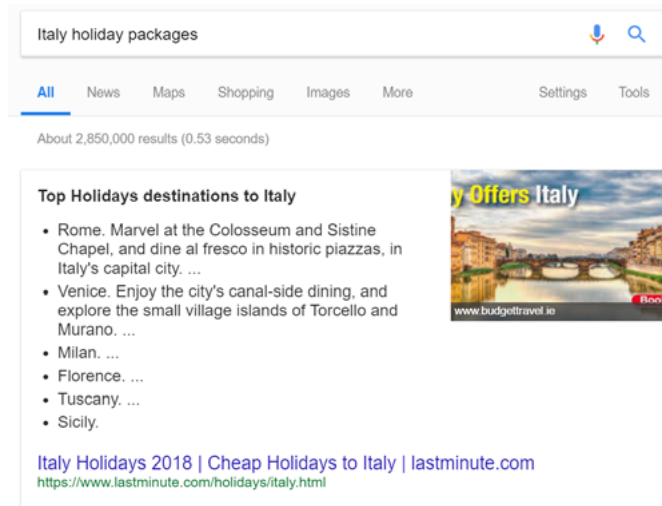 Italy holiday packages
All News Maps Shopping Images More Settings Tools
About 2,850,000 results (0.53 seconds)
Top Holidays destinations to Italy
• Rome. Marvel at the Colosseum and Sistine
Chapel, and dine al fresco in historic piazzas, in
Italy's capital city. ...
• Venice. Enjoy the city's canal-side dining, and
explore the small village islands of Torcello and
Murano. ...
• Milan. ...
• Florence. ...
• Tuscany. ...
• Sicily.
y Offers Italy
Boo
www.budgettravel.ie
Italy Holidays 2018 | Cheap Holidays to Italy | lastminute.com
https://www.lastminute.com/holidays/italy.html